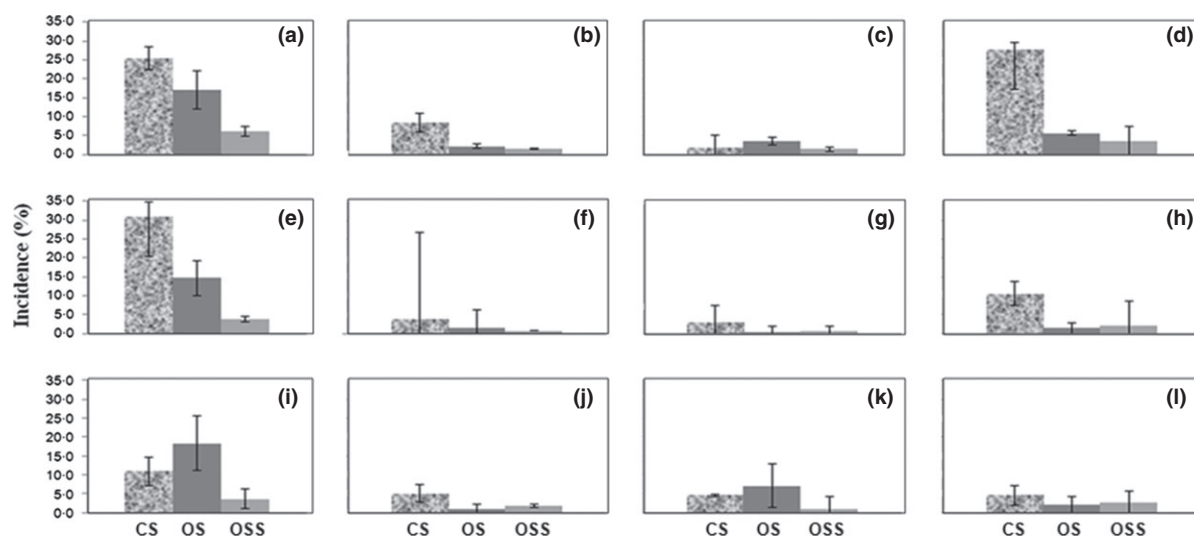 35·0
30·0
25·0
20·0
15·0
10·0
5·0
0·0
(a)
(b)
(c)
(d)
Incidence (%)
35·0
30·0
25·0
20·0
15·0
10·0
5·0
0·0
(e)
(f)
(g)
(h)
35·0
30·0
25·0
20·0
15·0
10·0
5·0
0·0
(i)
(j)
(k)
(l)
CS OS OSS
CS OS OSS
CS OS OSS
CS OS OSS